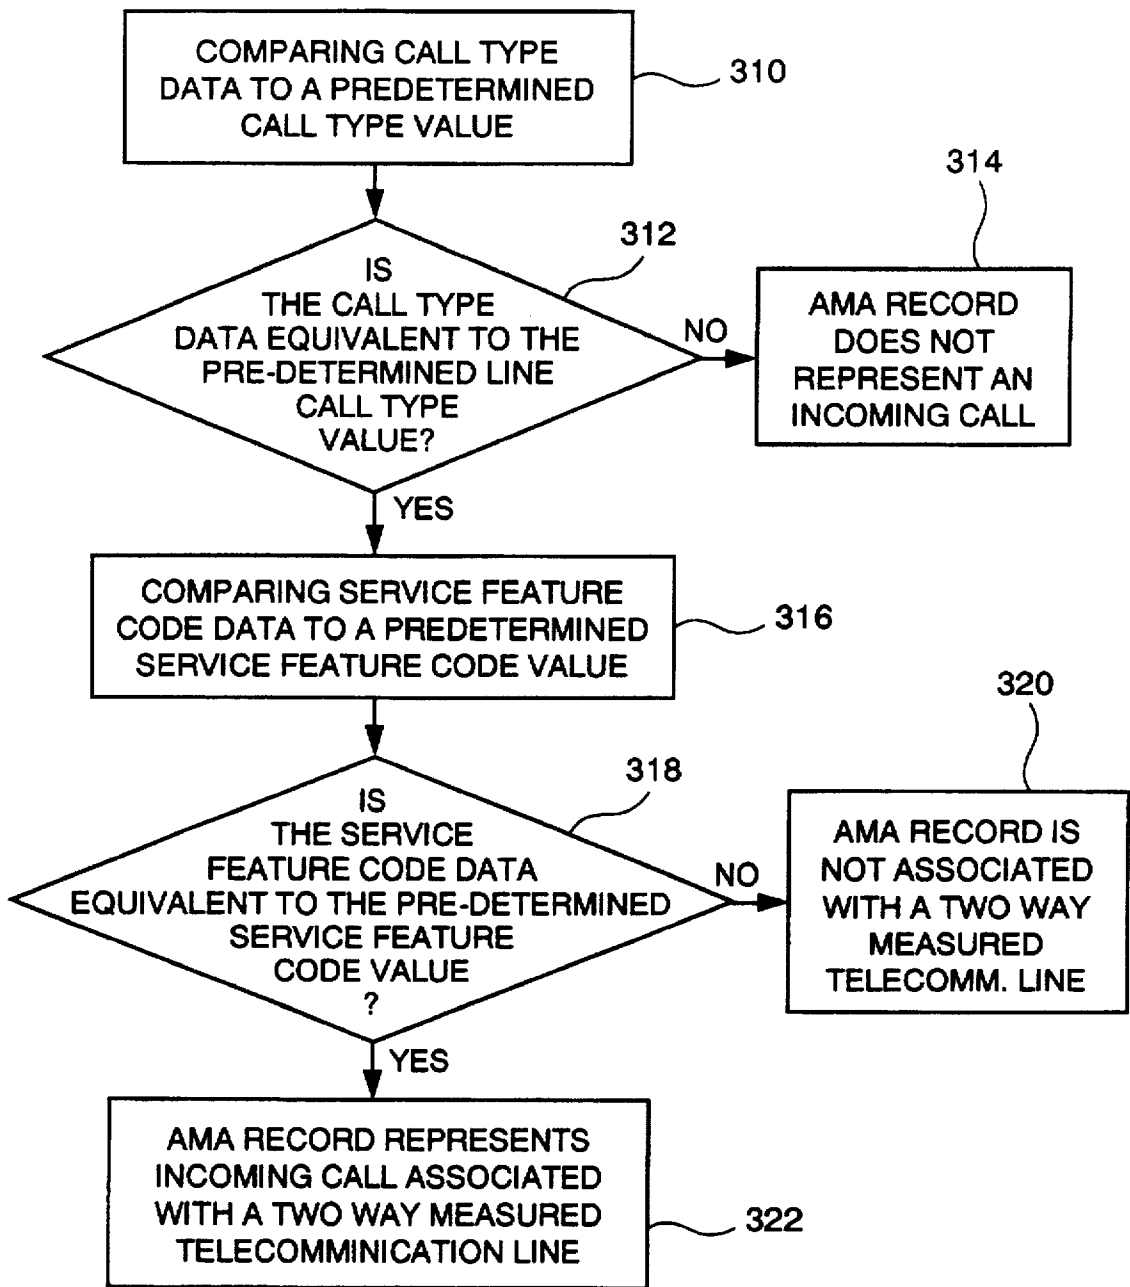 COMPARING CALL TYPE
DATA TO A PREDETERMINED
CALL TYPE VALUE
310
312
IS
THE CALL TYPE
DATA EQUIVALENT TO THE
PRE-DETERMINED LINE
CALL TYPE
VALUE?
NO
314
AMA RECORD
DOES NOT
REPRESENT AN
INCOMING CALL
YES
COMPARING SERVICE FEATURE
CODE DATA TO A PREDETERMINED
SERVICE FEATURE CODE VALUE
316
318
IS
THE SERVICE
FEATURE CODE DATA
EQUIVALENT TO THE PRE-DETERMINED
SERVICE FEATURE
CODE VALUE
?
NO
320
AMA RECORD IS
NOT ASSOCIATED
WITH A TWO WAY
MEASURED
TELECOMM. LINE
YES
AMA RECORD REPRESENTS
INCOMING CALL ASSOCIATED
WITH A TWO WAY MEASURED
TELECOMMINICATION LINE
322